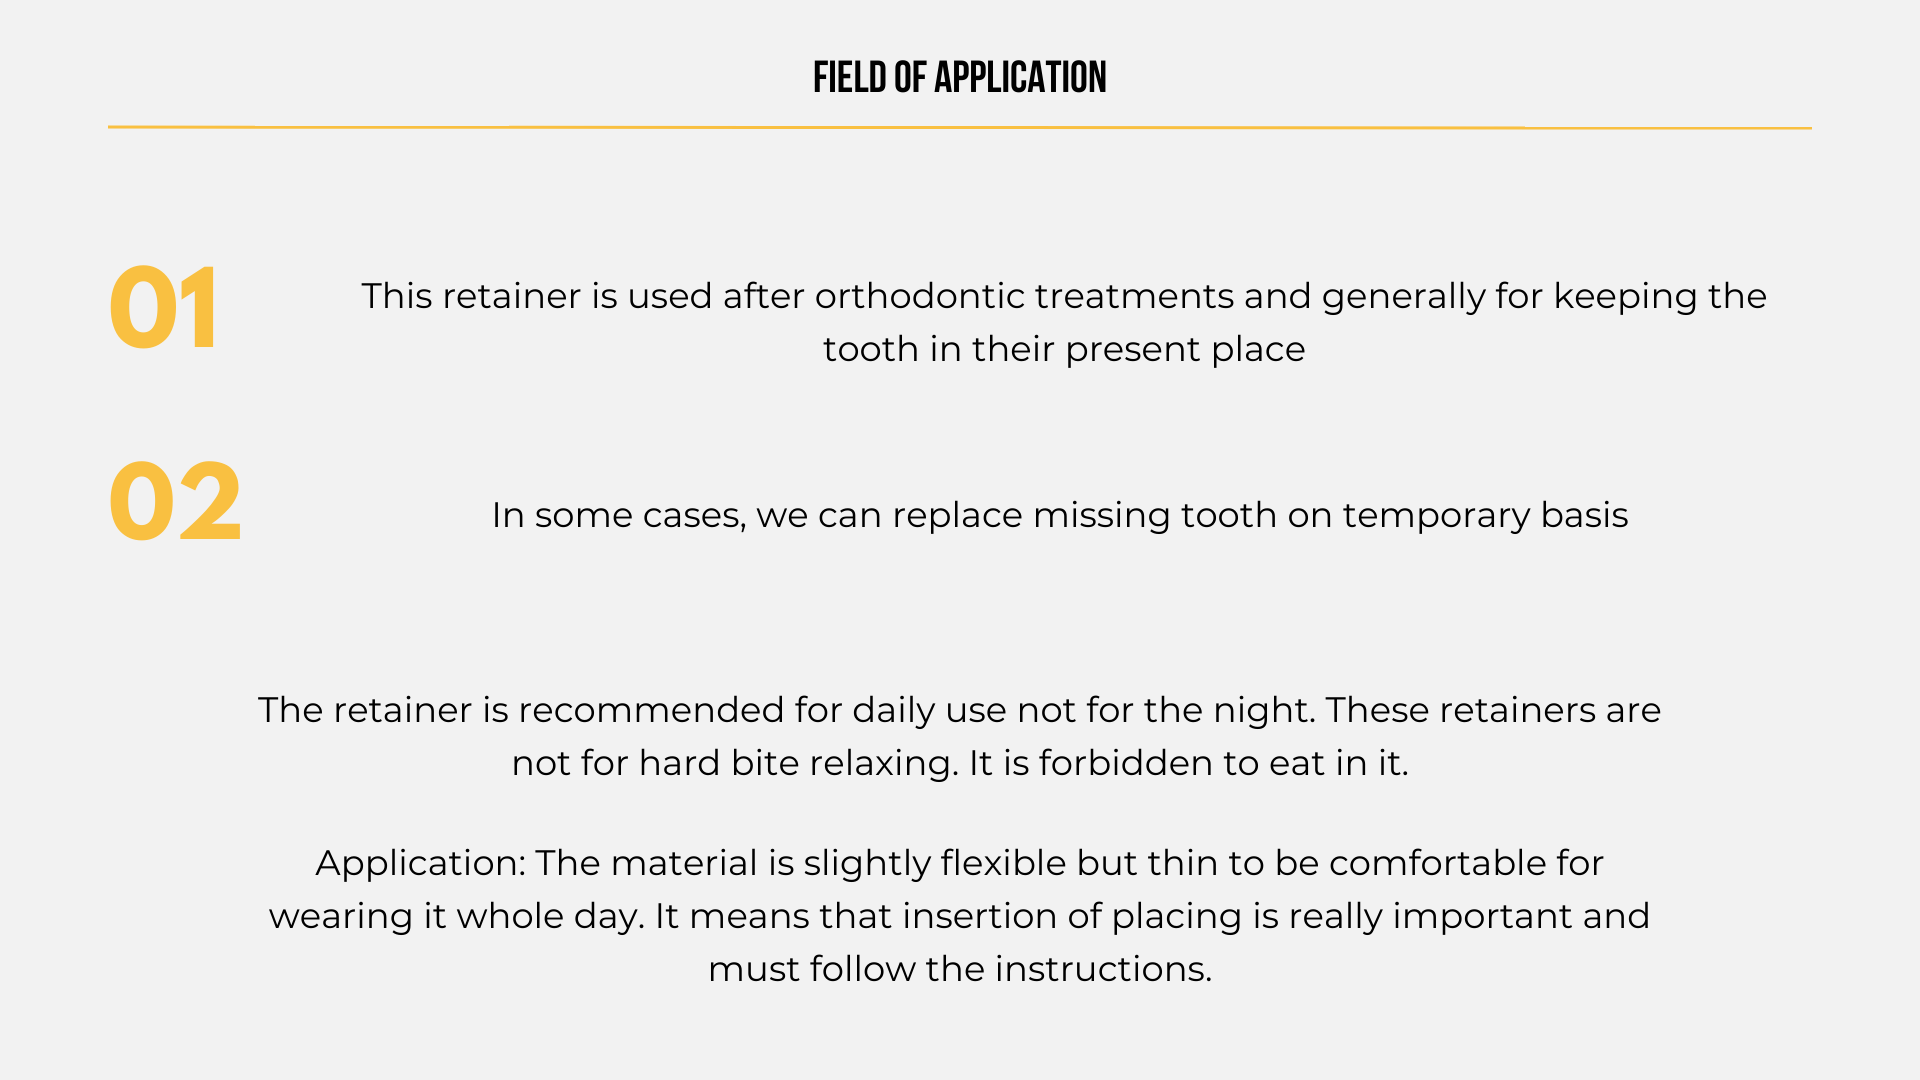 FIELD OF APPLICATION
01
This retainer is used after orthodontic treatments and generally for keeping the
tooth in their present place
02
In some cases, we can replace missing tooth on temporary basis
The retainer is recommended for daily use not for the night. These retainers are
not for hard bite relaxing. It is forbidden to eat in it.
Application: The material is slightly flexible but thin to be comfortable for
wearing it whole day. It means that insertion of placing is really important and
must follow the instructions.